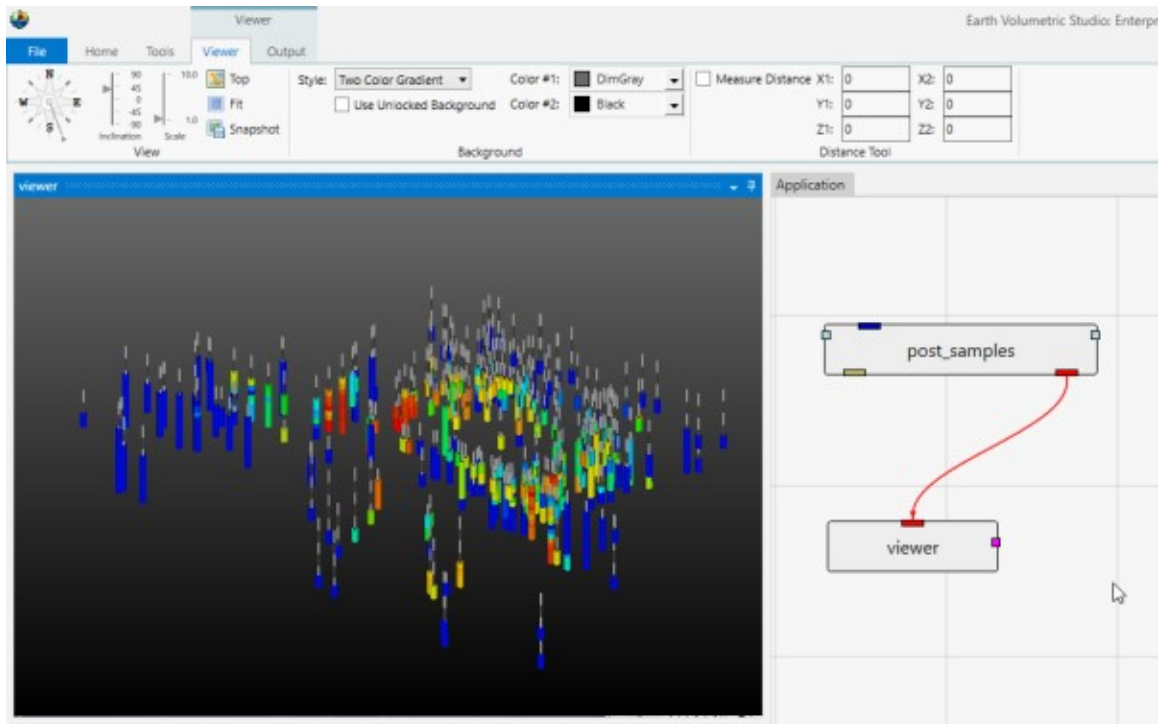 Viewer
Earth Volumetric Studio: Enterpr
File Home Tools Viewer Output
N
W E
S
90
45
0
-45
-90
Inclination
10.0
1.0
Scale
Top
Fit
Snapshot
View
Style: Two Color Gradient
Use Unlocked Background
Color #1: DimGray
Color #2: Black
Background
Measure Distance X1: 0 X2: 0
Y1: 0 Y2: 0
Z1: 0 Z2: 0
Distance Tool
viewer
Application
post_samples
viewer